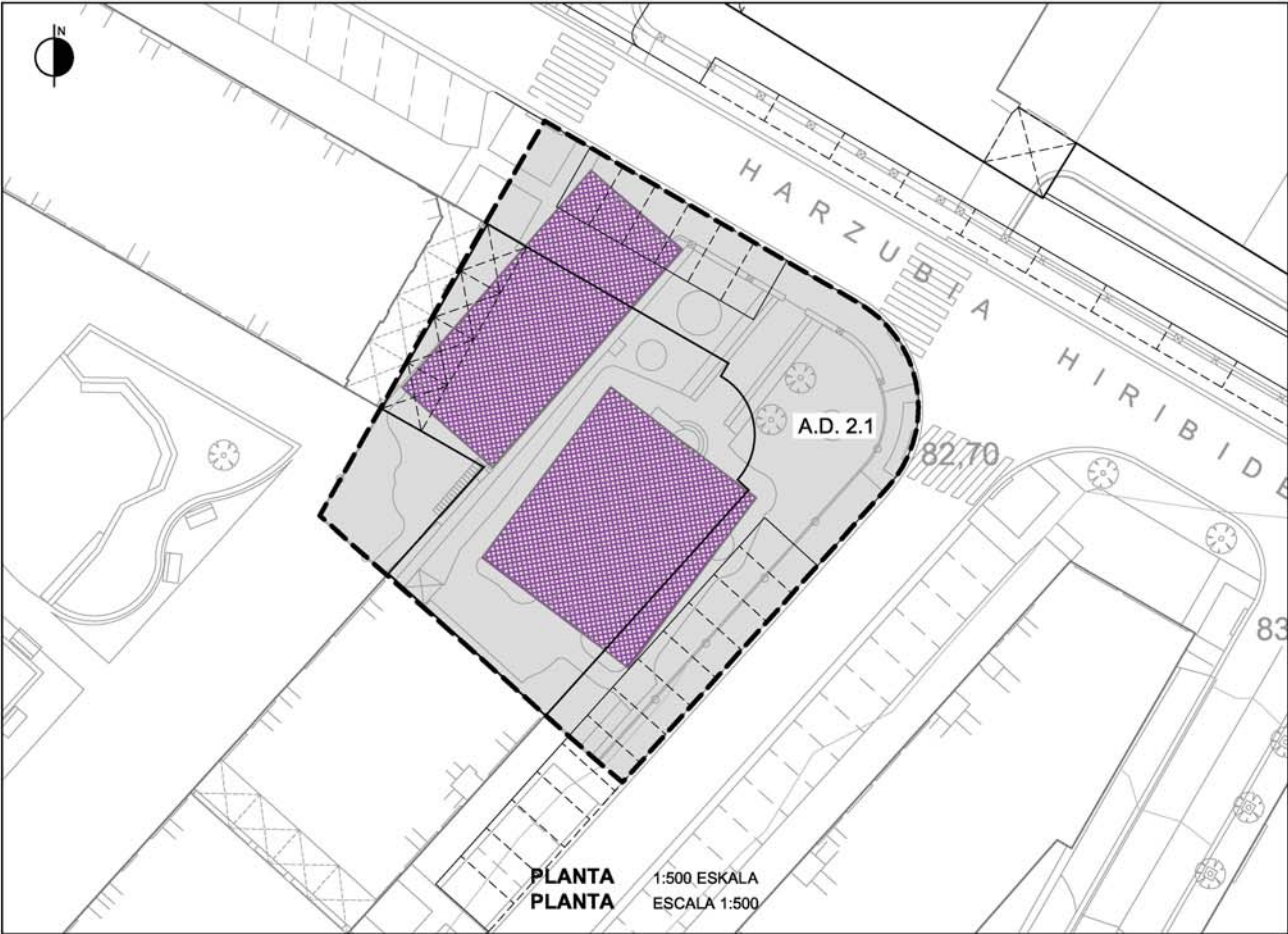 N
HARZUBIA HIRIBIDE
A.D. 2.1
82,70
83
PLANTA 1:500 ESKALA
PLANTA ESCALA 1:500